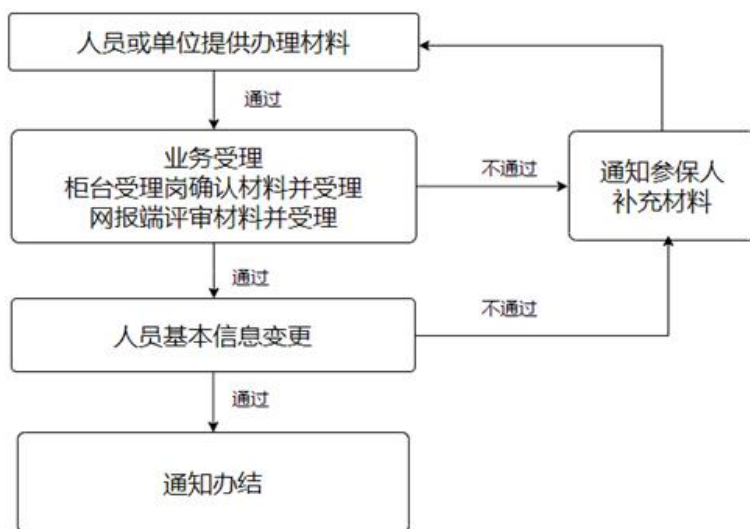 人员或单位提供办理材料
通过
业务受理
柜台受理岗确认材料并受理
网报端评审材料并受理
不通过
通知参保人
补充材料
通过
人员基本信息变更
不通过
通过
通知办结